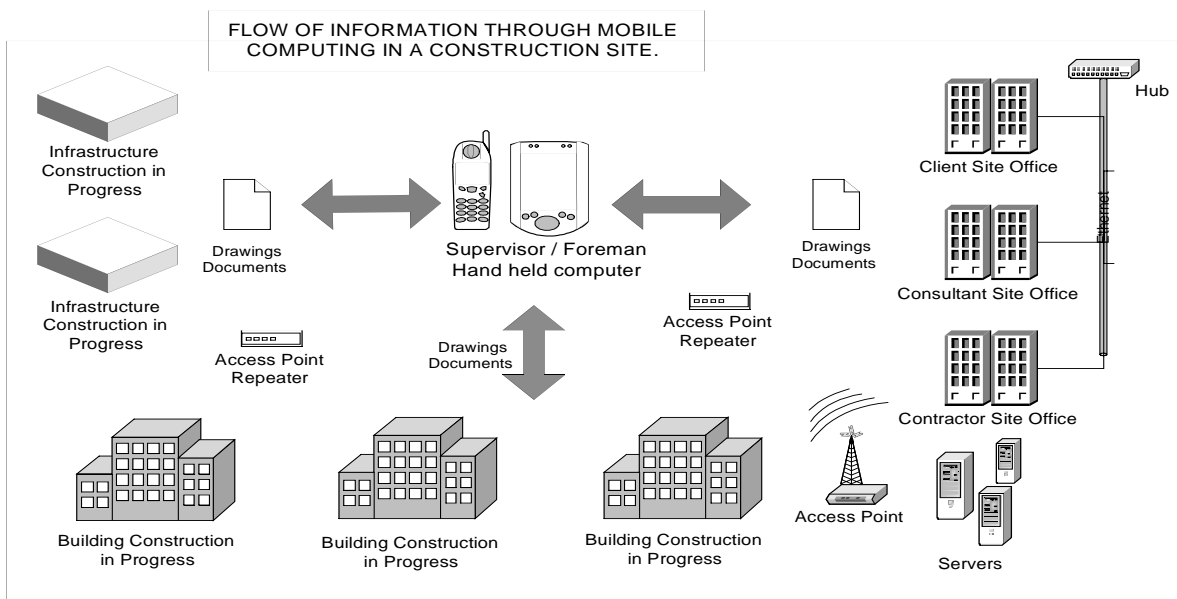 FLOW OF INFORMATION THROUGH MOBILE
COMPUTING IN A CONSTRUCTION SITE.
Hub
Infrastructure
Construction in
Progress
Client Site Office
Drawings
Documents
Supervisor / Foreman
Hand held computer
Drawings
Documents
Ethernet
Infrastructure
Construction in
Progress
Consultant Site Office
Access Point
Repeater
Drawings
Documents
Access Point
Repeater
Contractor Site Office
Building Construction
in Progress
Building Construction
in Progress
Building Construction
in Progress
Access Point
Servers